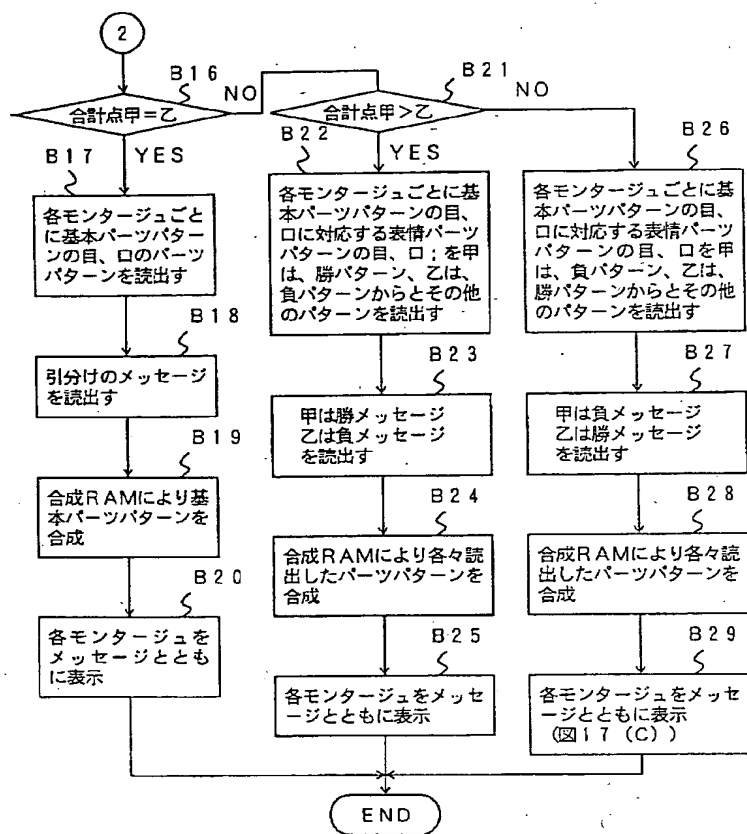 2
B16
合計点甲=乙
NO
YES
B17
各モンタージュごと
に基本パーツパター
ンの目、口のパーツ
パターンを読出す
B18
引分けのメッセージ
を読出す
B19
合成RAMにより基
本パーツパターンを
合成
B20
各モンタージュを
メッセージととも
に表示
B21
合計点甲>乙
NO
YES
B22
各モンタージュごとに基
本パーツパターンの目、
口に対応する表情パーツ
パターンの目、口;を甲
は、勝パターン、乙は、
負パターンからとその他
のパターンを読出す
B23
甲は勝メッセージ
乙は負メッセージ
を読出す
B24
合成RAMにより各々読
出したパーツパターンを
合成
B25
各モンタージュをメッセ
ージとともに表示
B26
各モンタージュごとに基
本パーツパターンの目、
口に対応する表情パーツ
パターンの目、口を甲
は、負パターン、乙は、
勝パターンからとその他
のパターンを読出す
B27
甲は負メッセージ
乙は勝メッセージ
を読出す
B28
合成RAMにより各々読
出したパーツパターンを
合成
B29
各モンタージュをメッセ
ージとともに表示
(図17(C))
END